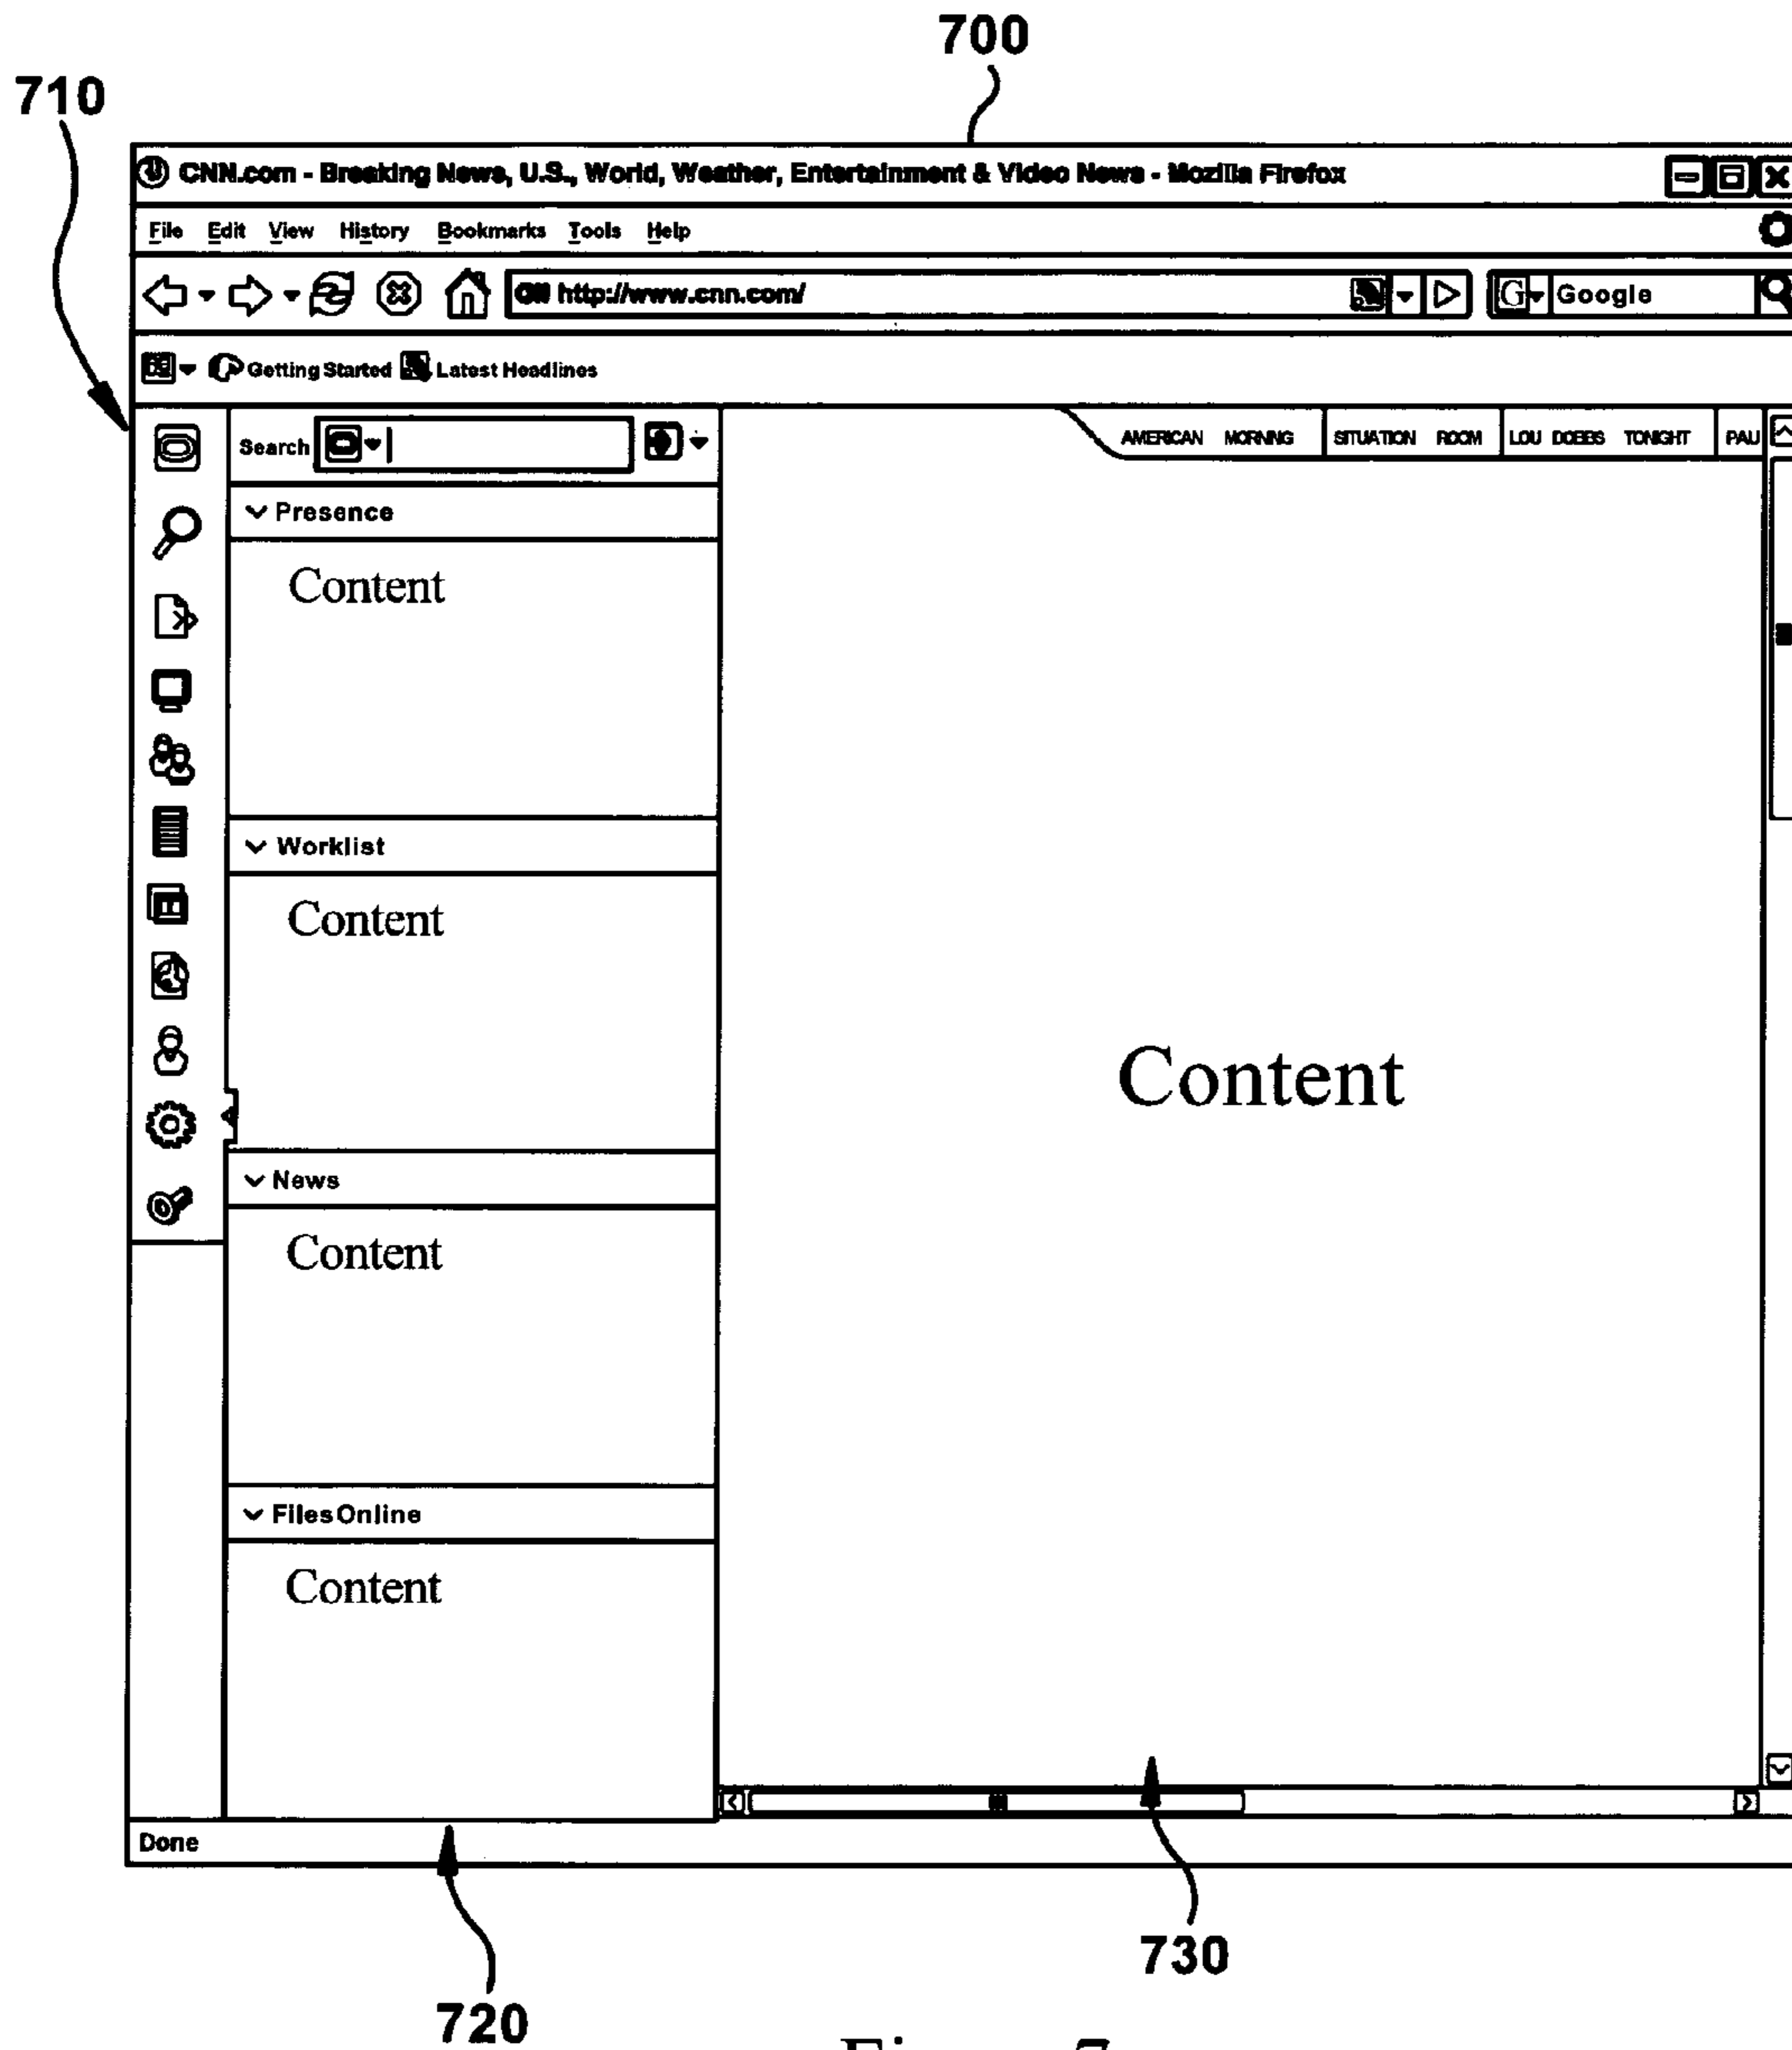 700
710
CNN.com - Breaking News, U.S., World, Weather, Entertainment & Video News - Mozilla Firefox
File Edit View History Bookmarks Tools Help
http://www.cnn.com/
G Google
Getting Started Latest Headlines
Search
AMERICAN MORNING SITUATION ROOM LOU DOBBS TONIGHT PAU
Presence
Content
Worklist
Content
Content
News
Content
FilesOnline
Content
Done
730
720